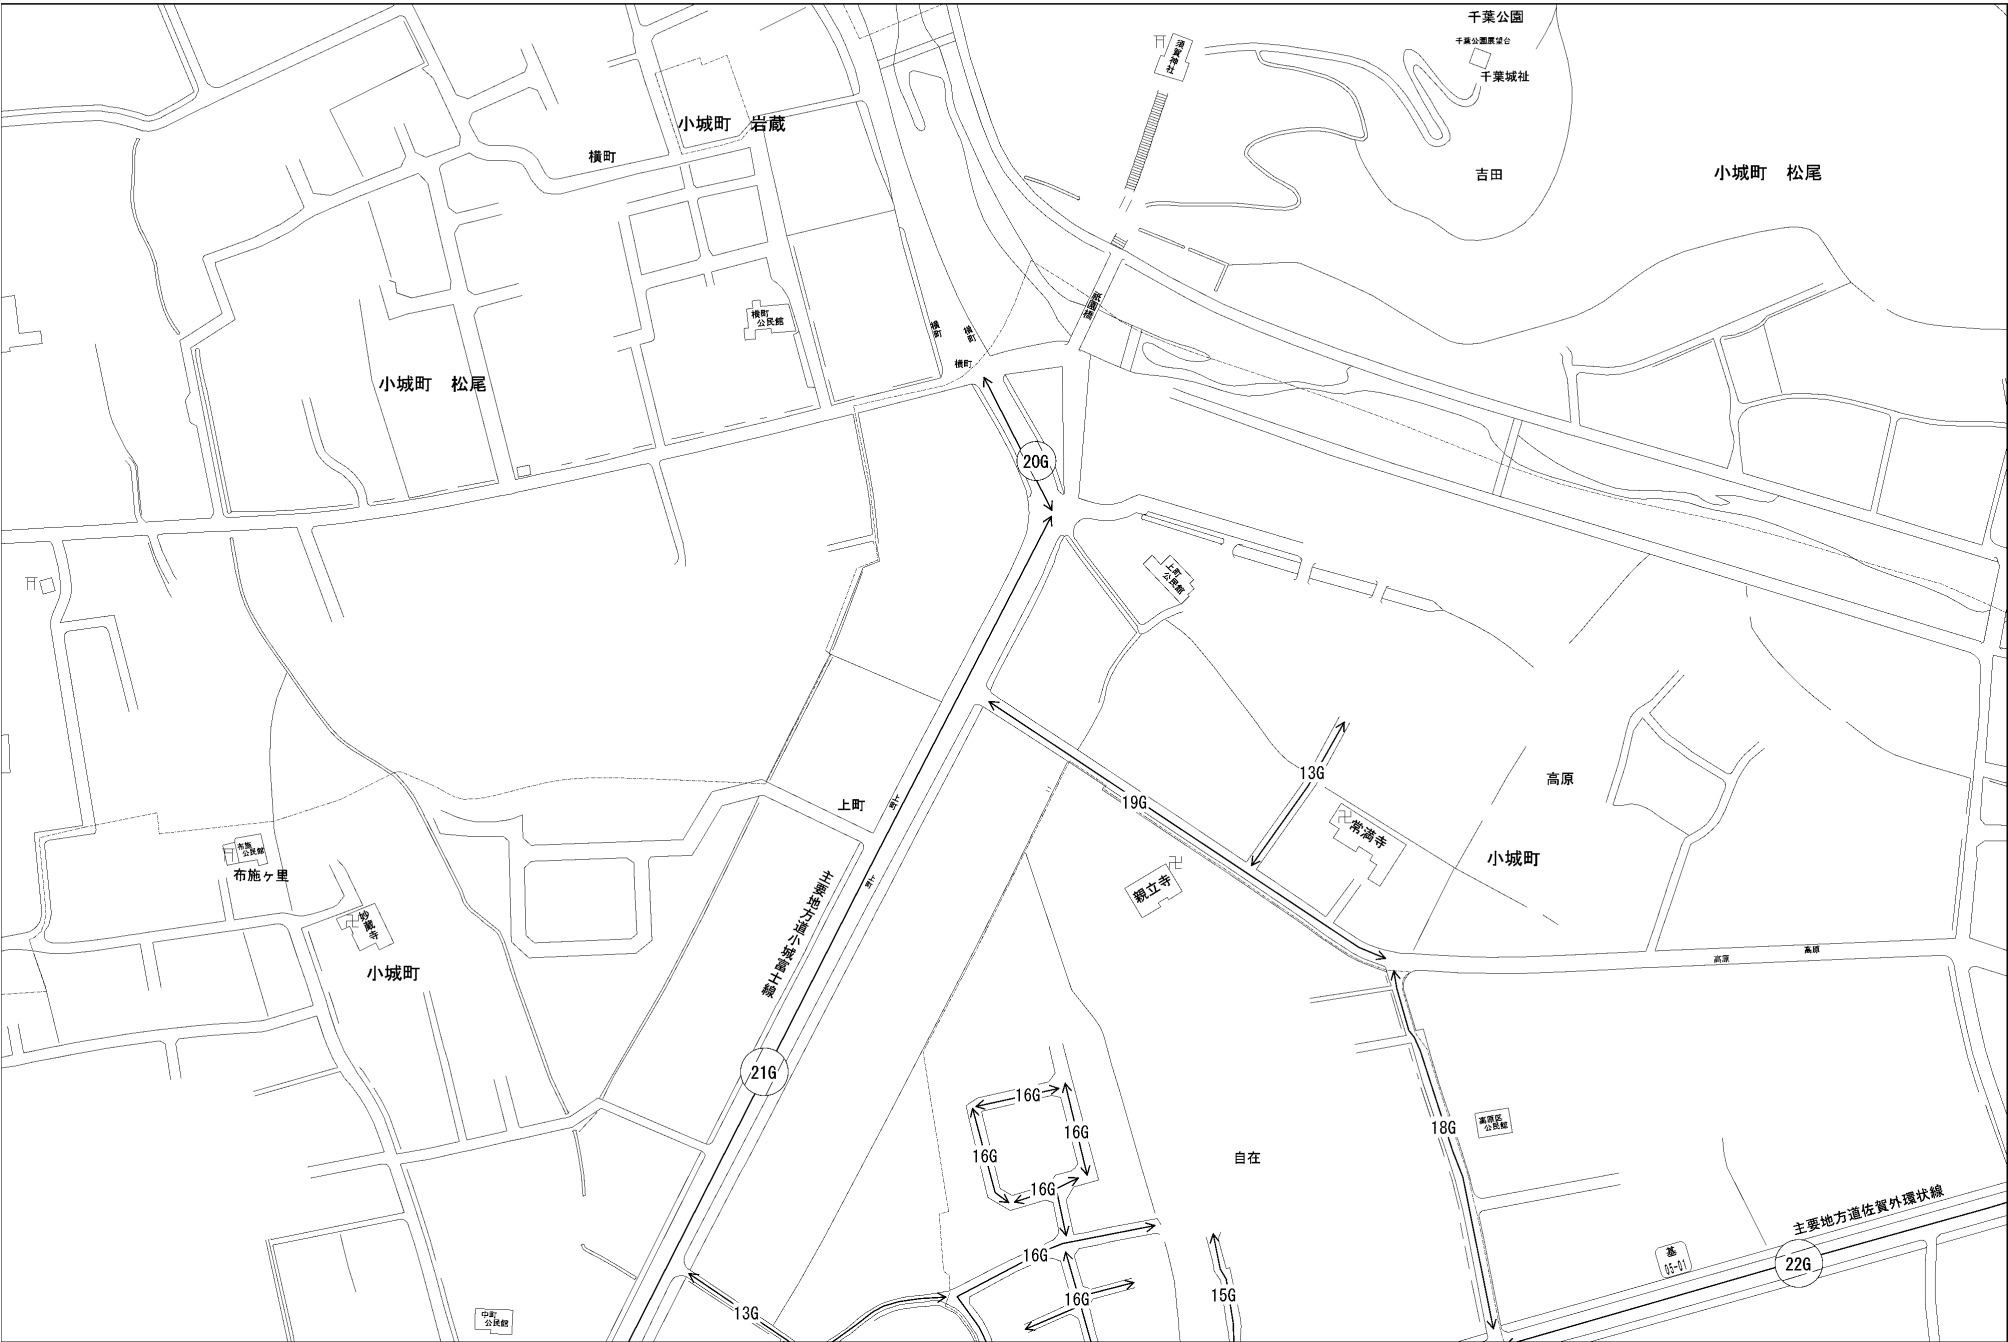 千葉公園
千葉公園展望台
千葉城祉
須賀神社
小城町 岩蔵
横町
吉田
小城町 松尾
祇園橋
横町
公民館
横町
横町
横町
小城町 松尾
20G
上町
公民館
13G
高原
19G
上町
上町
常満寺
小城町
布施
公民館
布施ヶ里
上町
親立寺
主要地方道小城富士線
妙蔵寺
小城町
高原
高原
21G
16G
16G
18G
高原区
公民館
16G
自在
16G
主要地方道佐賀外環状線
16G
基
05-01
22G
13G
16G
15G
中町
公民館